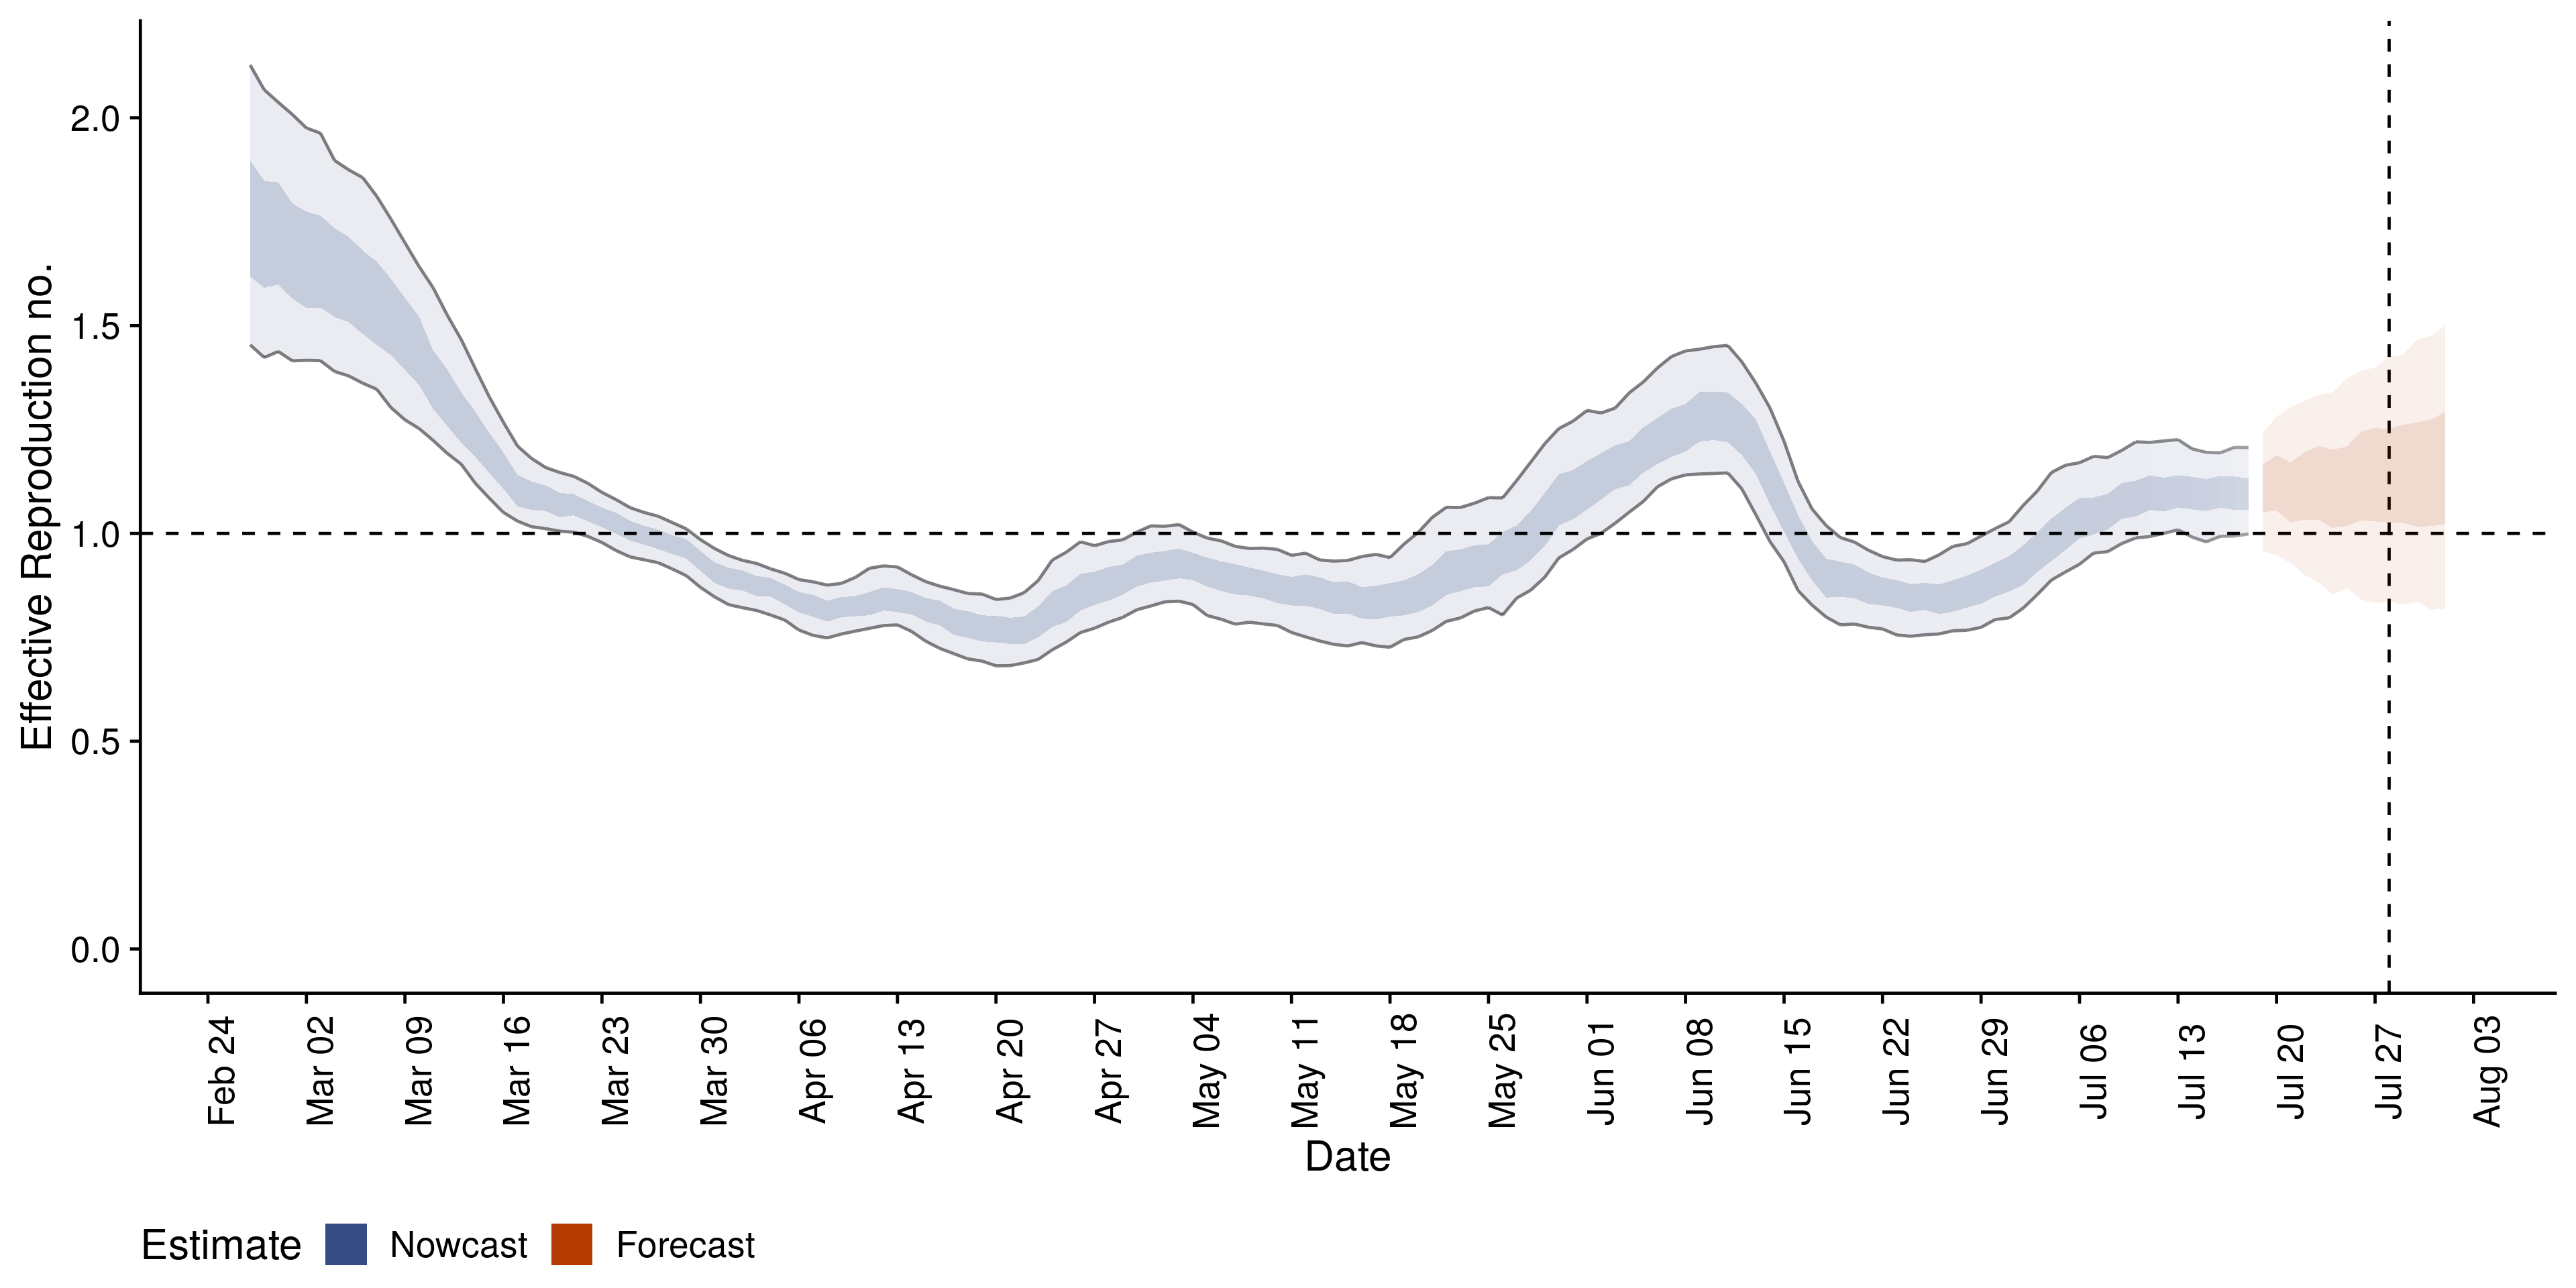 Effective Reproduction no.
2.0
1.5
1.0
0.5
0.0
Feb 24
Mar 02
Mar 09
Mar 16
Mar 23
Mar 30
Apr 06
Apr 13
Apr 20
Apr 27
May 04
May 11
May 18
May 25
Jun 01
Jun 08
Jun 15
Jun 22
Jun 29
Jul 06
Jul 13
Jul 20
Jul 27
Aug 03
Date
Estimate Nowcast Forecast